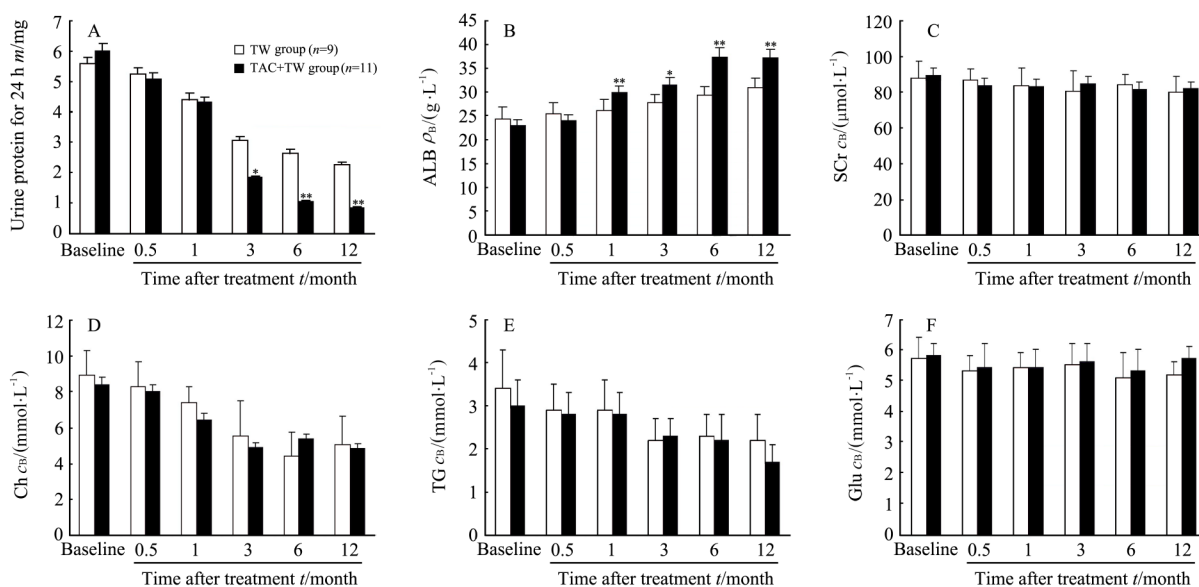 A
Urine protein for 24 h m/mg
7
6
5
4
3
2
1
0
TW group (n=9)
TAC+TW group (n=11)
*
**
**
Baseline 0.5 1 3 6 12
Time after treatment t/month
B
ALB ρB/(g·L⁻¹)
45
40
35
30
25
20
15
10
5
0
**
*
**
**
Baseline 0.5 1 3 6 12
Time after treatment t/month
C
SCr cB/(μmol·L⁻¹)
120
100
80
60
40
20
0
Baseline 0.5 1 3 6 12
Time after treatment t/month
D
Ch cB/(mmol·L⁻¹)
12
10
8
6
4
2
0
Baseline 0.5 1 3 6 12
Time after treatment t/month
E
TG cB/(mmol·L⁻¹)
5
4
3
2
1
0
Baseline 0.5 1 3 6 12
Time after treatment t/month
F
Glu cB/(mmol·L⁻¹)
7
6
5
4
3
2
1
0
Baseline 0.5 1 3 6 12
Time after treatment t/month